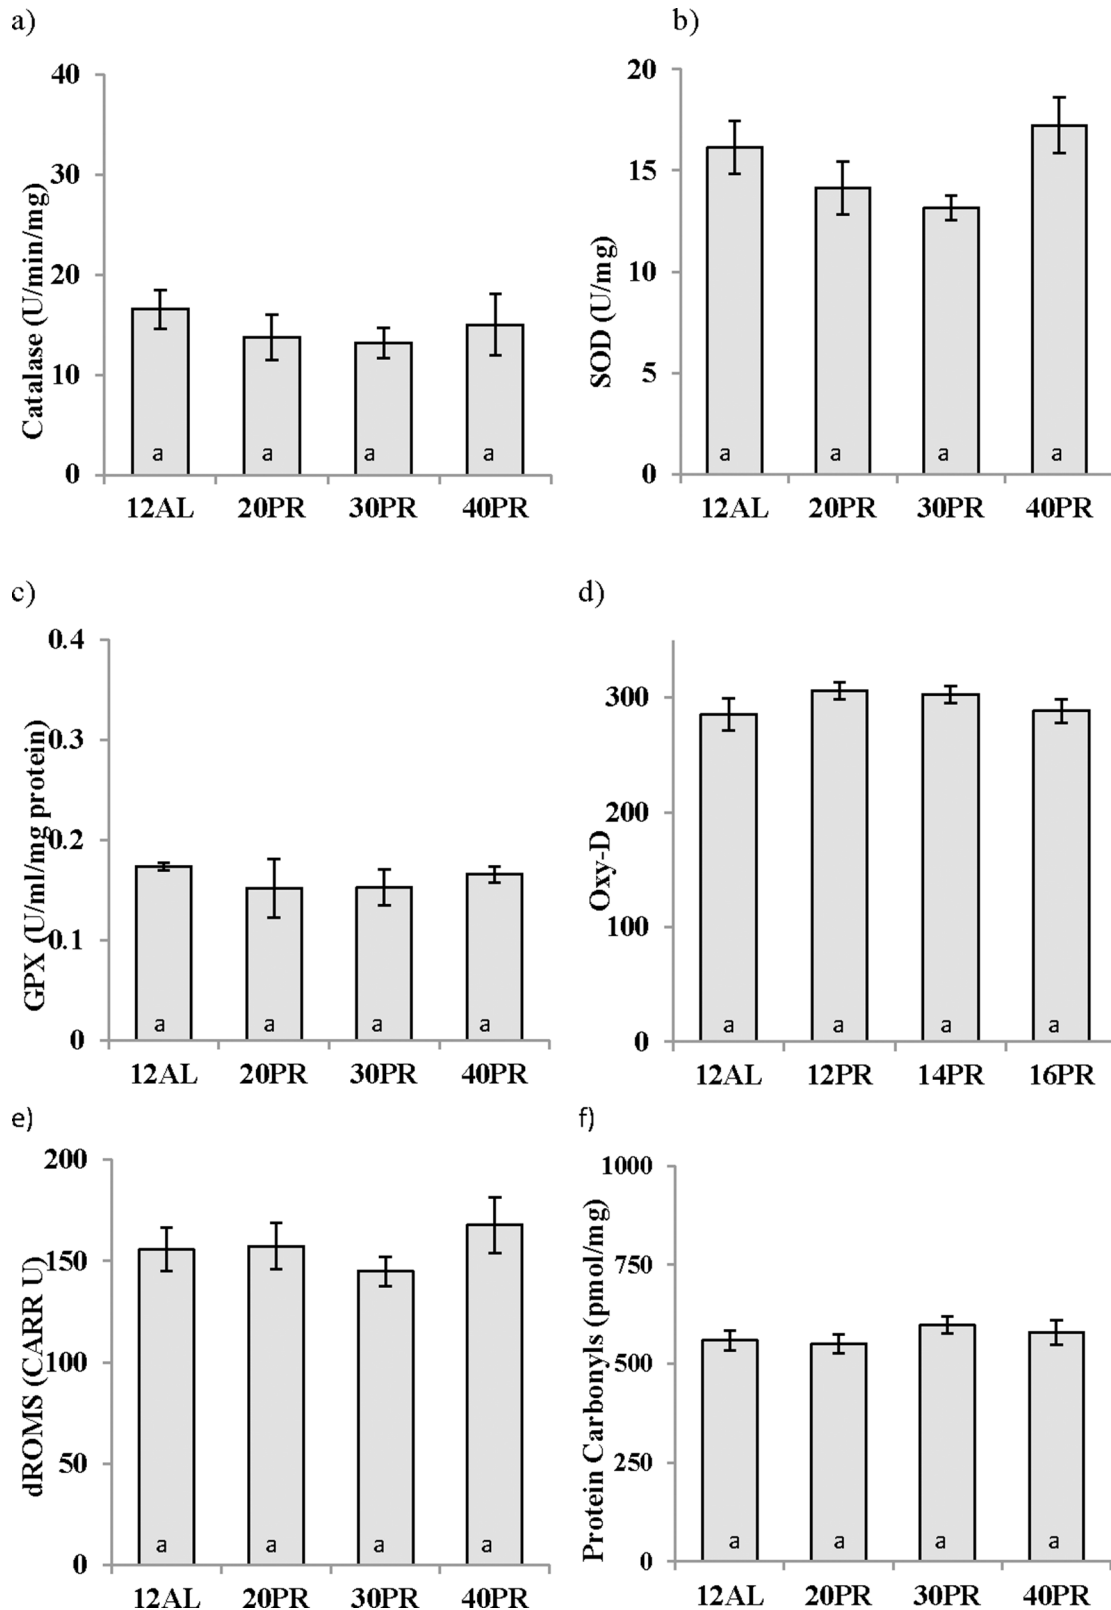 a)
Catalase (U/min/mg)
40
30
20
10
0
a a a a
12AL 20PR 30PR 40PR
b)
SOD (U/mg)
20
15
10
5
0
a a a a
12AL 20PR 30PR 40PR
c)
GPX (U/ml/mg protein)
0.4
0.3
0.2
0.1
0
a a a a
12AL 20PR 30PR 40PR
d)
Oxy-D
300
200
100
0
a a a a
12AL 12PR 14PR 16PR
e)
dROMS (CARR U)
200
150
100
50
0
a a a a
12AL 20PR 30PR 40PR
f)
Protein Carbonyls (pmol/mg)
1000
750
500
250
0
a a a a
12AL 20PR 30PR 40PR